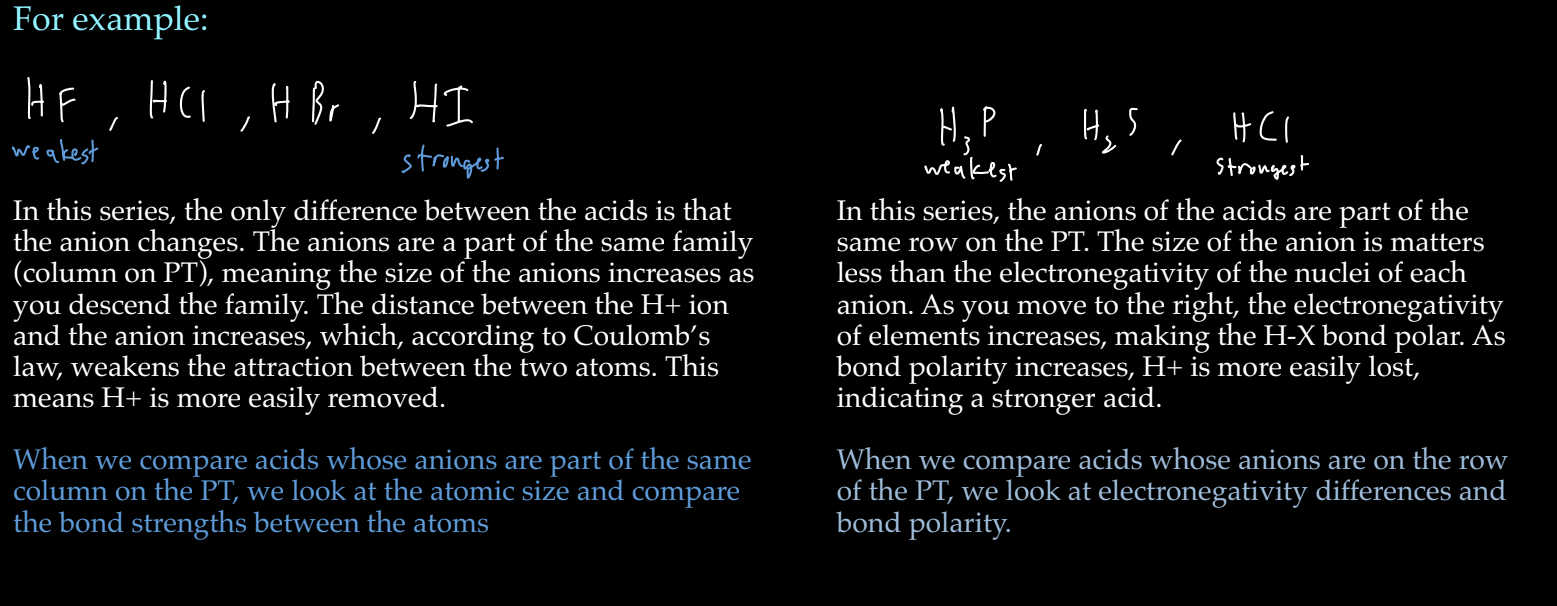 For example:
HF , HCl , HBr , HI
weakest strongest
In this series, the only difference between the acids is that
the anion changes. The anions are a part of the same family
(column on PT), meaning the size of the anions increases as
you descend the family. The distance between the H+ ion
and the anion increases, which, according to Coulomb's
law, weakens the attraction between the two atoms. This
means H+ is more easily removed.
When we compare acids whose anions are part of the same
column on the PT, we look at the atomic size and compare
the bond strengths between the atoms
H₃P , H₂S , HCl
weakest strongest
In this series, the anions of the acids are part of the
same row on the PT. The size of the anion is matters
less than the electronegativity of the nuclei of each
anion. As you move to the right, the electronegativity
of elements increases, making the H-X bond polar. As
bond polarity increases, H+ is more easily lost,
indicating a stronger acid.
When we compare acids whose anions are on the row
of the PT, we look at electronegativity differences and
bond polarity.